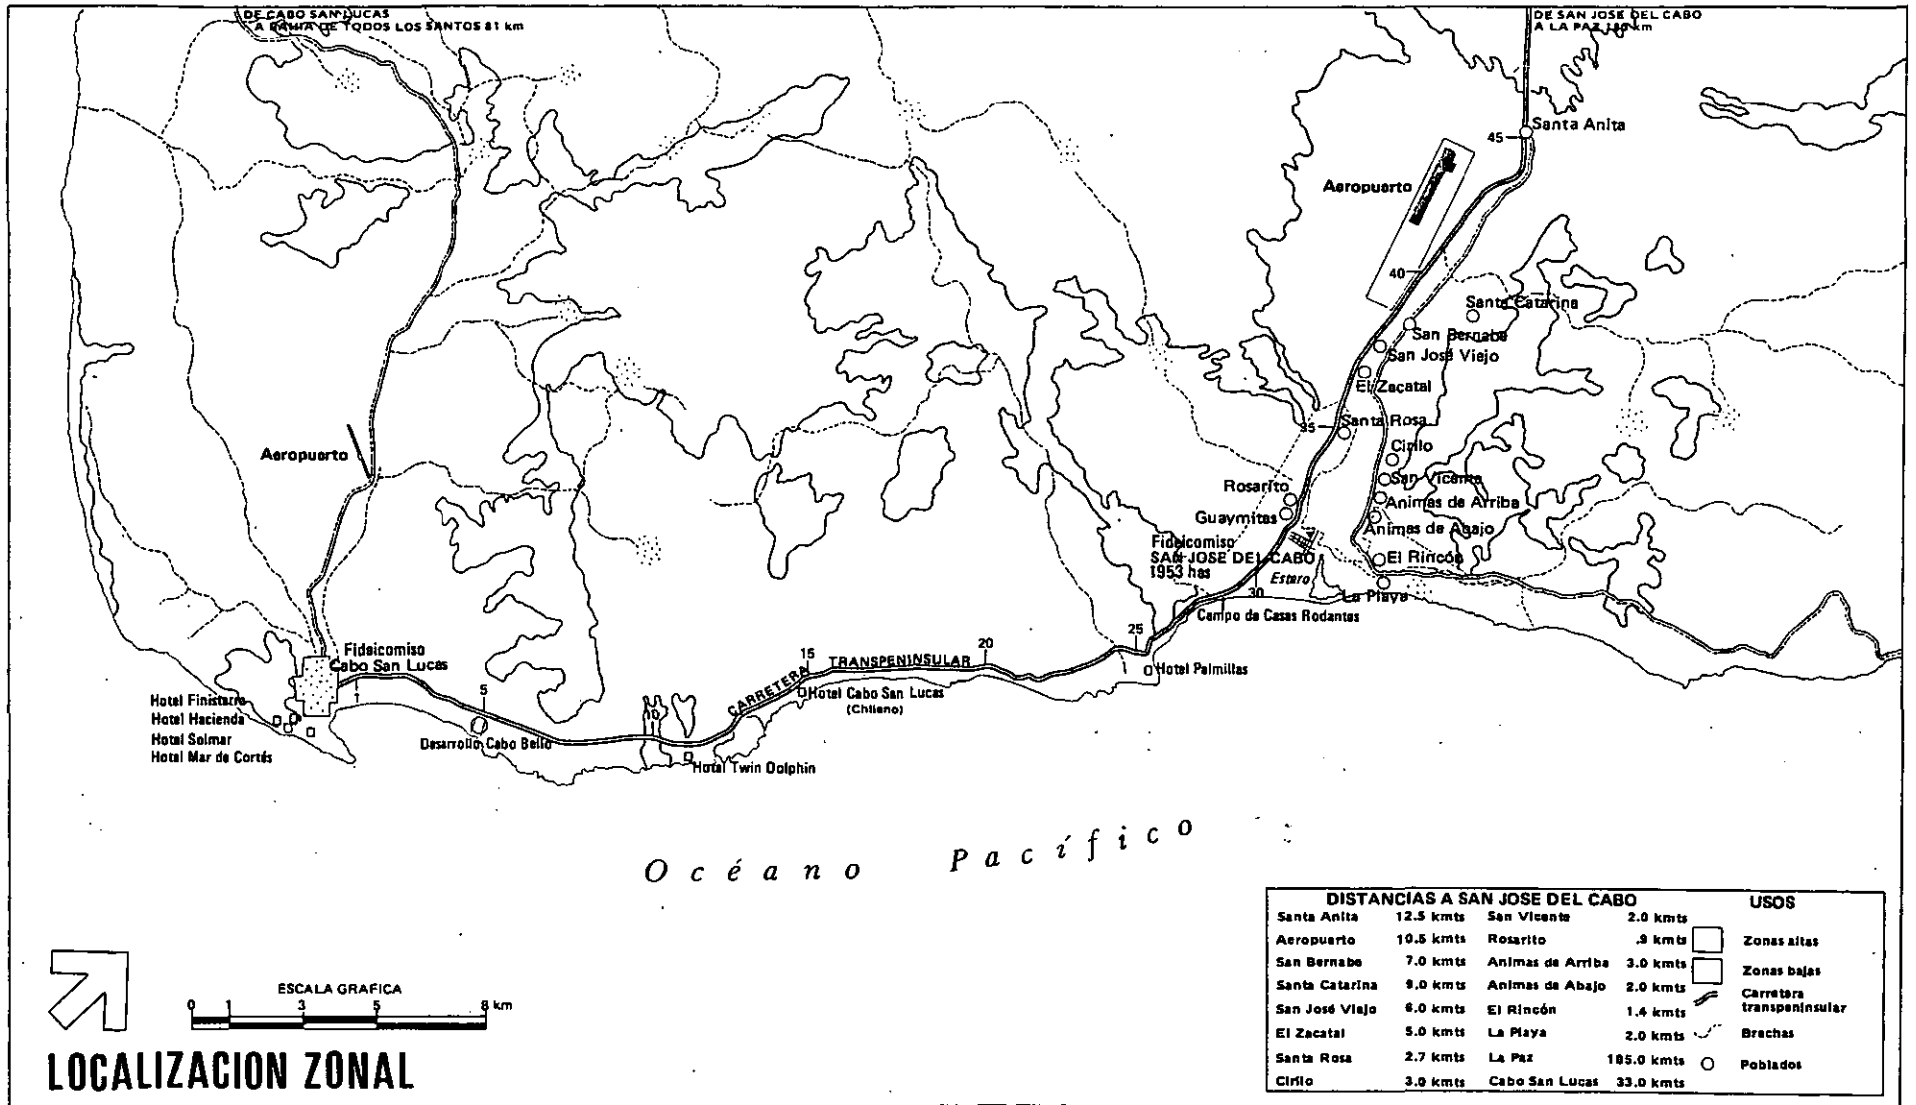 DE CABO SAN LUCAS
A BAHIA DE TODOS LOS SANTOS 81 km
DE SAN JOSE DEL CABO
A LA PAZ km
Santa Anita
45
Aeropuerto
40
Santa Catarina
San Bernabe
San José Viejo
El Zacatal
35
Santa Rosa
Cirilo
San Vicente
Animas de Arriba
Animas de Abajo
El Rincón
La Playa
Rosarito
Guaymitas
Fideicomiso
SAN JOSE DEL CABO
1953 has
Estero
30
Campo de Casas Rodantes
25
Hotel Palmillas
20
15
CARRETERA TRANSPENINSULAR
Hotel Cabo San Lucas
(Chileno)
10
Hotel Twin Dolphin
5
Desarrollo Cabo Bello
Aeropuerto
Fideicomiso
Cabo San Lucas
Hotel Finisterra
Hotel Hacienda
Hotel Solmar
Hotel Mar de Cortés
Océano Pacífico
ESCALA GRAFICA
0 1 3 5 8 km
LOCALIZACION ZONAL
DISTANCIAS A SAN JOSE DEL CABO
Santa Anita 12.5 kmts San Vicente 2.0 kmts
Aeropuerto 10.5 kmts Rosarito .9 kmts
San Bernabe 7.0 kmts Animas de Arriba 3.0 kmts
Santa Catarina 9.0 kmts Animas de Abajo 2.0 kmts
San José Viejo 6.0 kmts El Rincón 1.4 kmts
El Zacatal 5.0 kmts La Playa 2.0 kmts
Santa Rosa 2.7 kmts La Paz 185.0 kmts
Cirilo 3.0 kmts Cabo San Lucas 33.0 kmts
USOS
Zonas altas
Zonas bajas
Carretera
transpeninsular
Brechas
Poblados